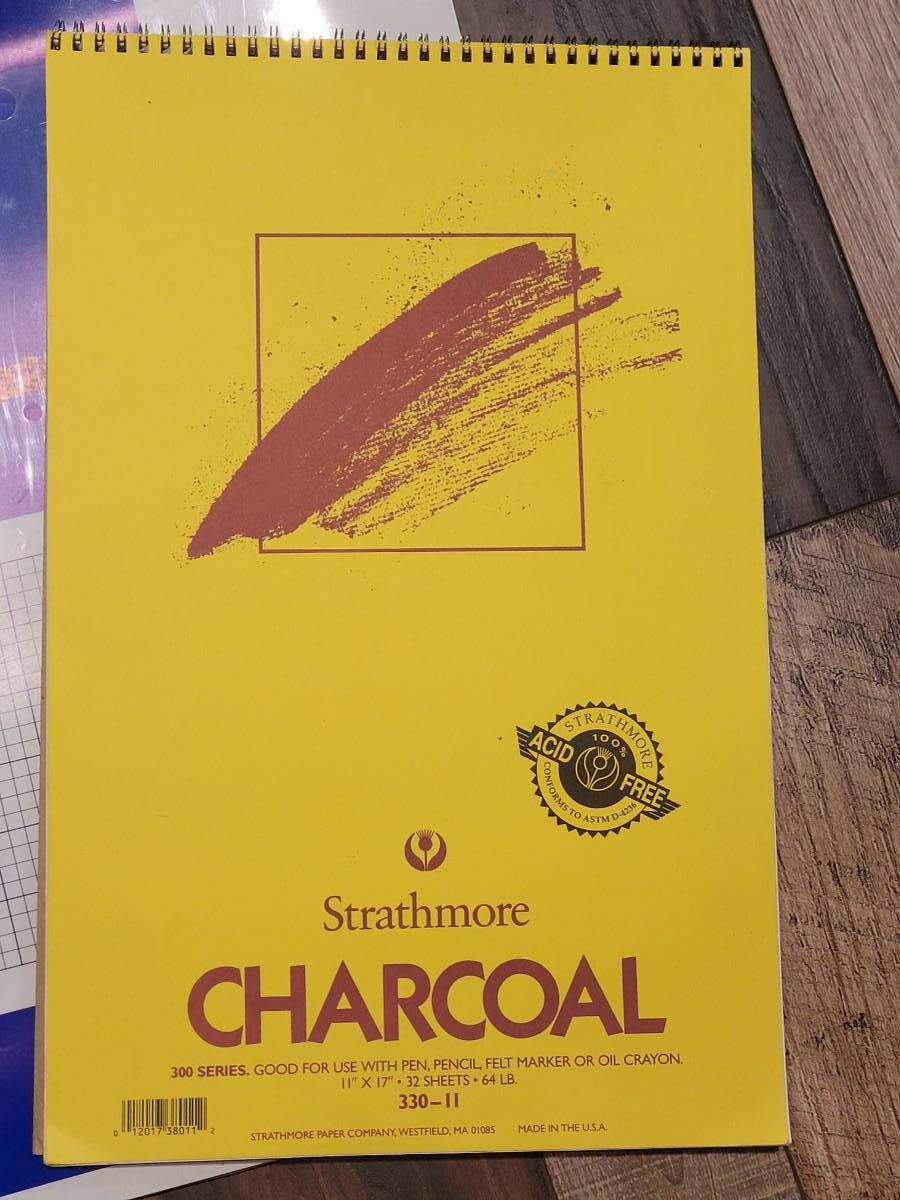 STRATHMORE
100%
ACID FREE
CONFORMS TO ASTM D-4236
Strathmore
CHARCOAL
300 SERIES. GOOD FOR USE WITH PEN, PENCIL, FELT MARKER OR OIL CRAYON.
11" X 17" • 32 SHEETS • 64 LB.
330-11
0 12017 38011 2
STRATHMORE PAPER COMPANY, WESTFIELD, MA 01085 MADE IN THE U.S.A.